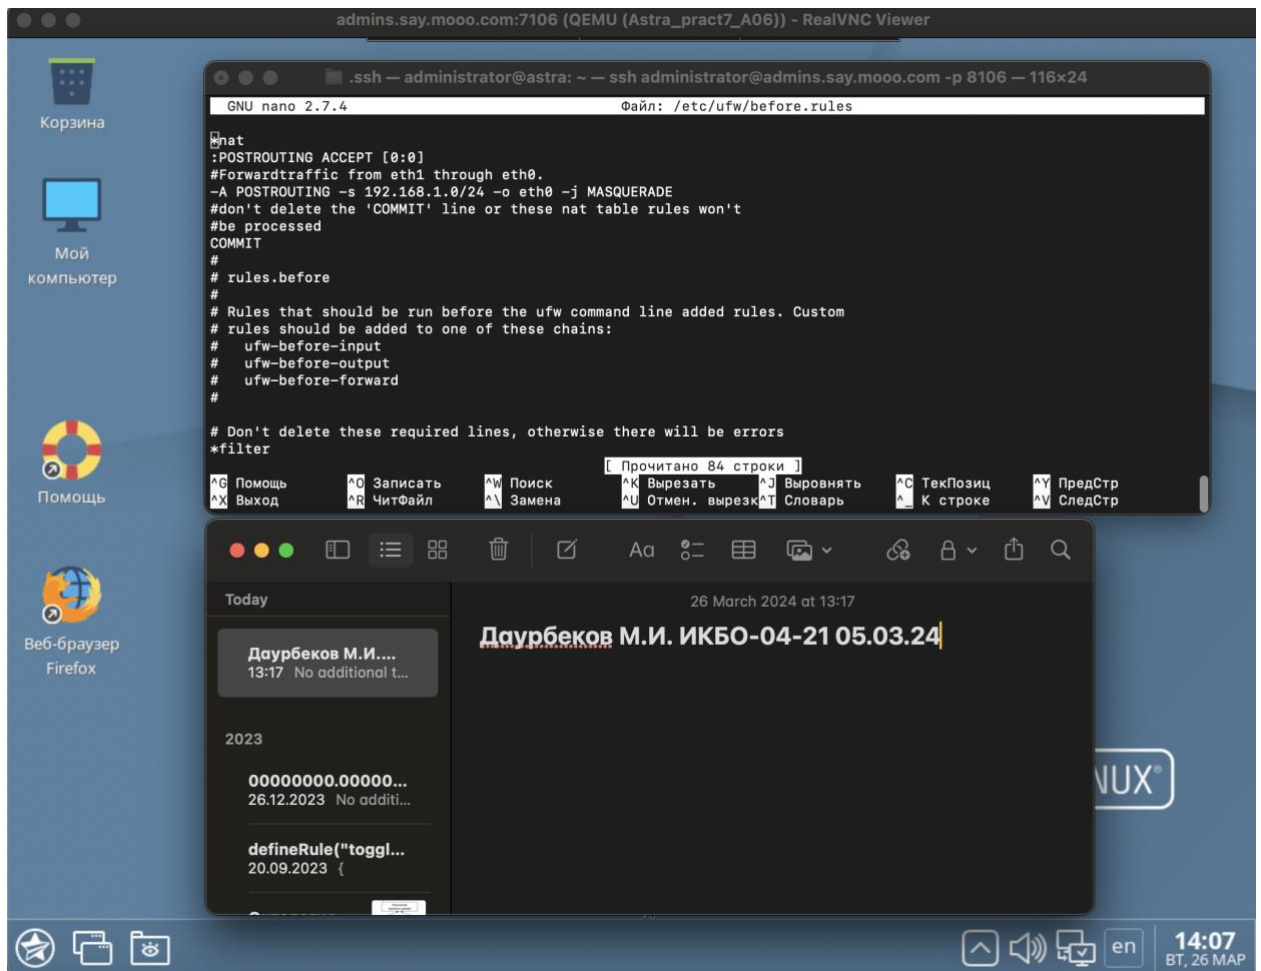 admins.say.mooo.com:7106 (QEMU (Astra_pract7_A06)) - RealVNC Viewer
Корзина
Мой
компьютер
Помощь
Веб-браузер
Firefox
.ssh — administrator@astra: ~ — ssh administrator@admins.say.mooo.com -p 8106 — 116×24
GNU nano 2.7.4 Файл: /etc/ufw/before.rules
*nat
:POSTROUTING ACCEPT [0:0]
#Forwardtraffic from eth1 through eth0.
-A POSTROUTING -s 192.168.1.0/24 -o eth0 -j MASQUERADE
#don't delete the 'COMMIT' line or these nat table rules won't
#be processed
COMMIT
#
# rules.before
#
# Rules that should be run before the ufw command line added rules. Custom
# rules should be added to one of these chains:
#   ufw-before-input
#   ufw-before-output
#   ufw-before-forward
#
# Don't delete these required lines, otherwise there will be errors
*filter
[ Прочитано 84 строки ]
^G Помощь ^O Записать ^W Поиск ^K Вырезать ^J Выровнять ^C ТекПозиц ^Y ПредСтр
^X Выход ^R ЧитФайл ^\ Замена ^U Отмен. вырезк ^T Словарь ^_ К строке ^V СледСтр
Aa
Today
Даурбеков М.И....
13:17 No additional t...
2023
00000000.00000...
26.12.2023 No additi...
defineRule("toggl...
20.09.2023 {
26 March 2024 at 13:17
Даурбеков М.И. ИКБО-04-21 05.03.24
NUX®
en
14:07
ВТ, 26 МАР